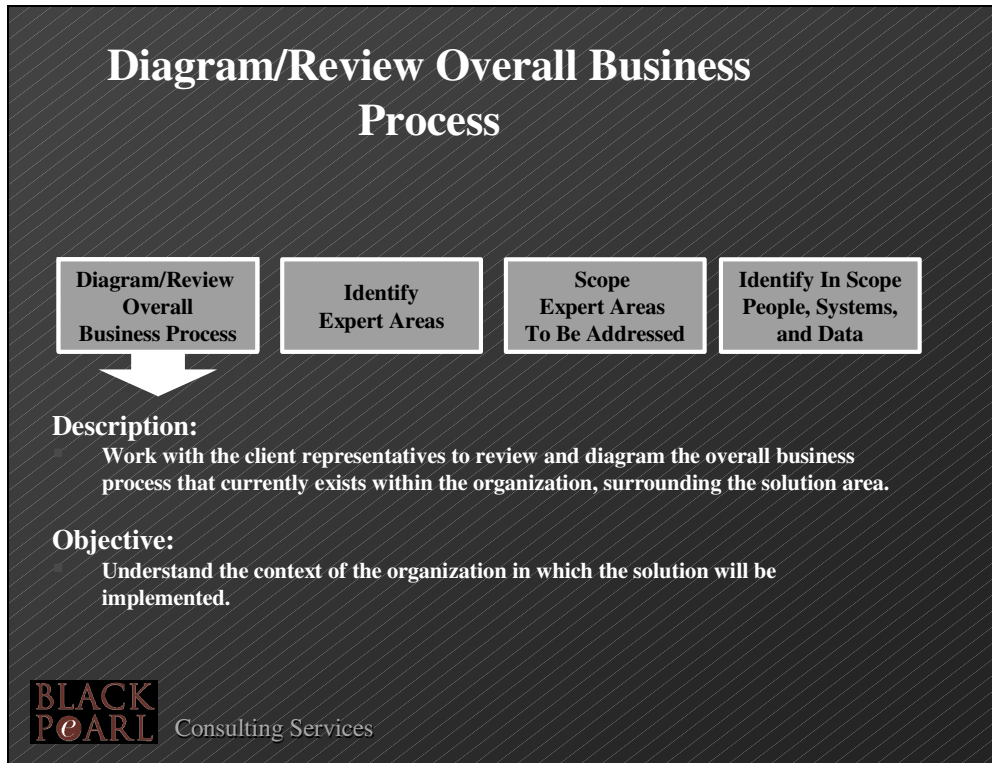 Diagram/Review Overall Business
Process
Diagram/Review
Overall
Business Process
Identify
Expert Areas
Scope
Expert Areas
To Be Addressed
Identify In Scope
People, Systems,
and Data
Description:
Work with the client representatives to review and diagram the overall business
process that currently exists within the organization, surrounding the solution area.
Objective:
Understand the context of the organization in which the solution will be
implemented.
BLACK
PeARL
Consulting Services